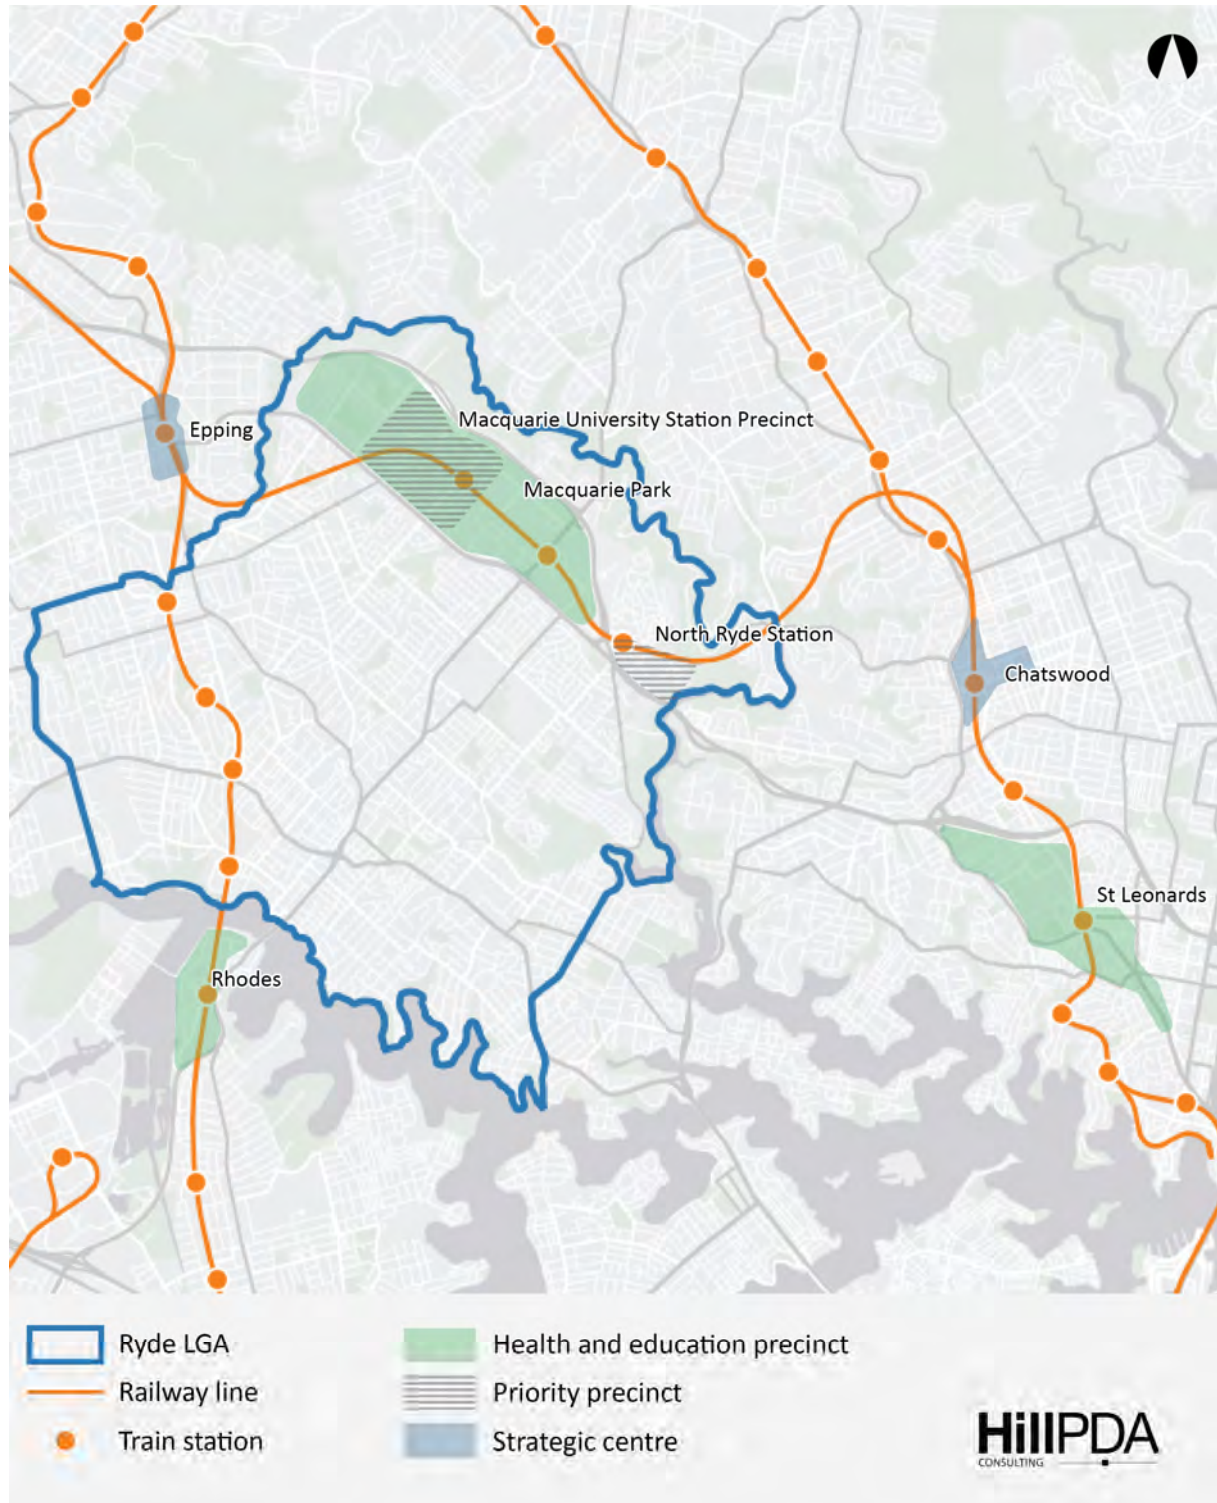 Epping
Macquarie University Station Precinct
Macquarie Park
North Ryde Station
Chatswood
St Leonards
Rhodes
Ryde LGA
Railway line
Train station
Health and education precinct
Priority precinct
Strategic centre
HillPDA
CONSULTING